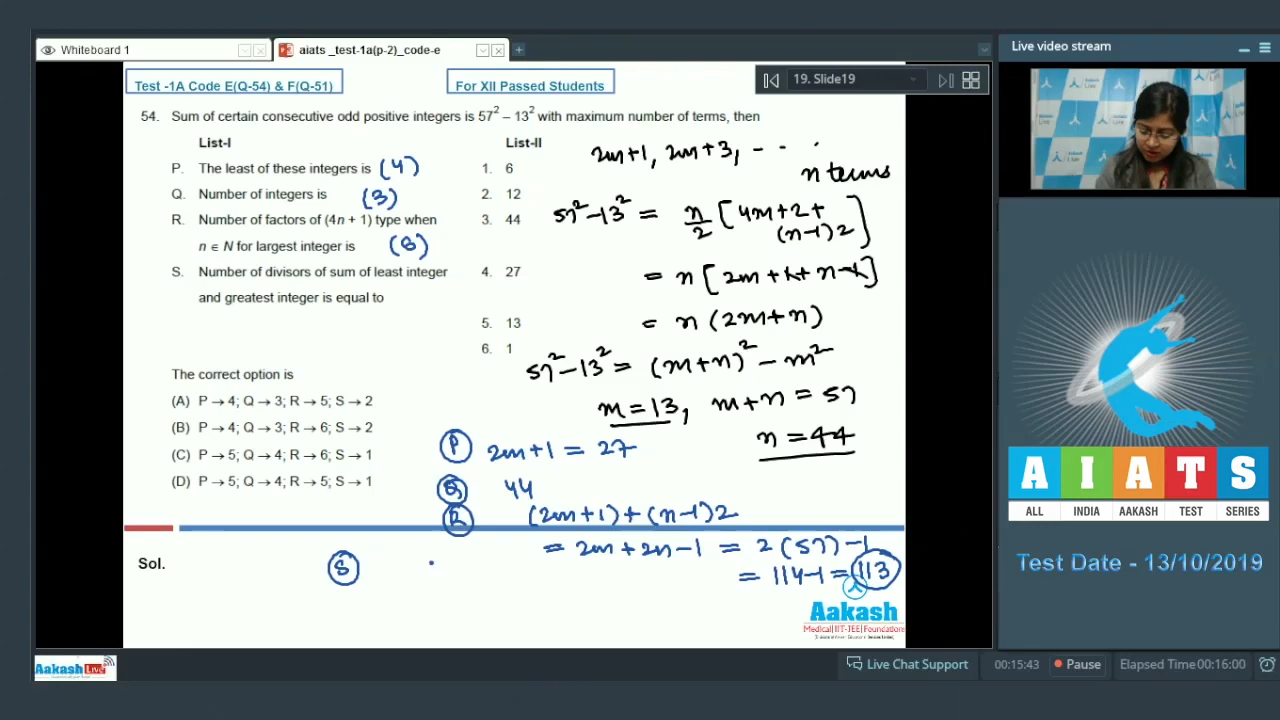 Whiteboard 1
aiats _test-1a(p-2)_code-e
Live video stream
Test -1A Code E(Q-54) & F(Q-51)
For XII Passed Students
19. Slide19
54. Sum of certain consecutive odd positive integers is 57² – 13² with maximum number of terms, then
List-I
List-II
P. The least of these integers is (4)
1. 6
Q. Number of integers is (3)
2. 12
R. Number of factors of (4n + 1) type when
3. 44
n ∈ N for largest integer is (6)
S. Number of divisors of sum of least integer
4. 27
and greatest integer is equal to
5. 13
6. 1
The correct option is
(A) P → 4; Q → 3; R → 5; S → 2
(B) P → 4; Q → 3; R → 6; S → 2
(C) P → 5; Q → 4; R → 6; S → 1
(D) P → 5; Q → 4; R → 5; S → 1
2m+1, 2m+3, - - - .
n terms
57²-13² = n/2 [4m+2+
(n-1)2]
= n [2m+1+n-1]
= n (2m+n)
57²-13² = (m+n)² - m²
m = 13, m+n = 57
n = 44
P 2m+1 = 27
Q 44
R (2m+1)+(n-1)2
= 2m+2n-1 = 2(57)-1
= 114-1 = 113
Sol.
S
Aakash
Medical|IIT-JEE|Foundations
AIATS
ALL INDIA AAKASH TEST SERIES
Test Date - 13/10/2019
Aakash Live
Live Chat Support
00:15:43
Pause
Elapsed Time 00:16:00